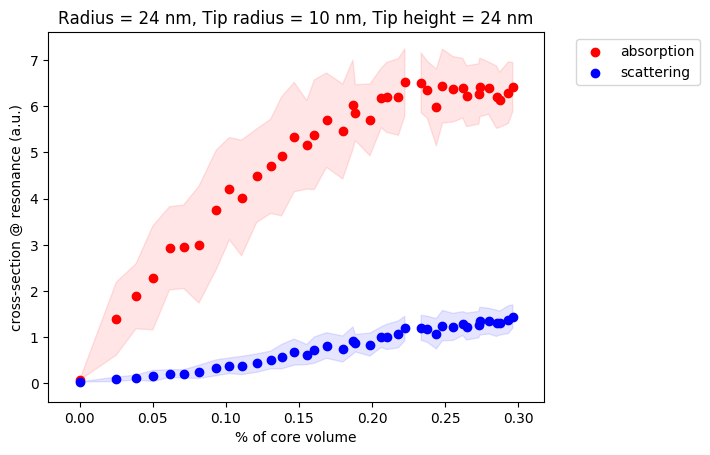 Radius = 24 nm, Tip radius = 10 nm, Tip height = 24 nm
absorption
scattering
cross-section @ resonance (a.u.)
7
6
5
4
3
2
1
0
0.00 0.05 0.10 0.15 0.20 0.25 0.30
% of core volume